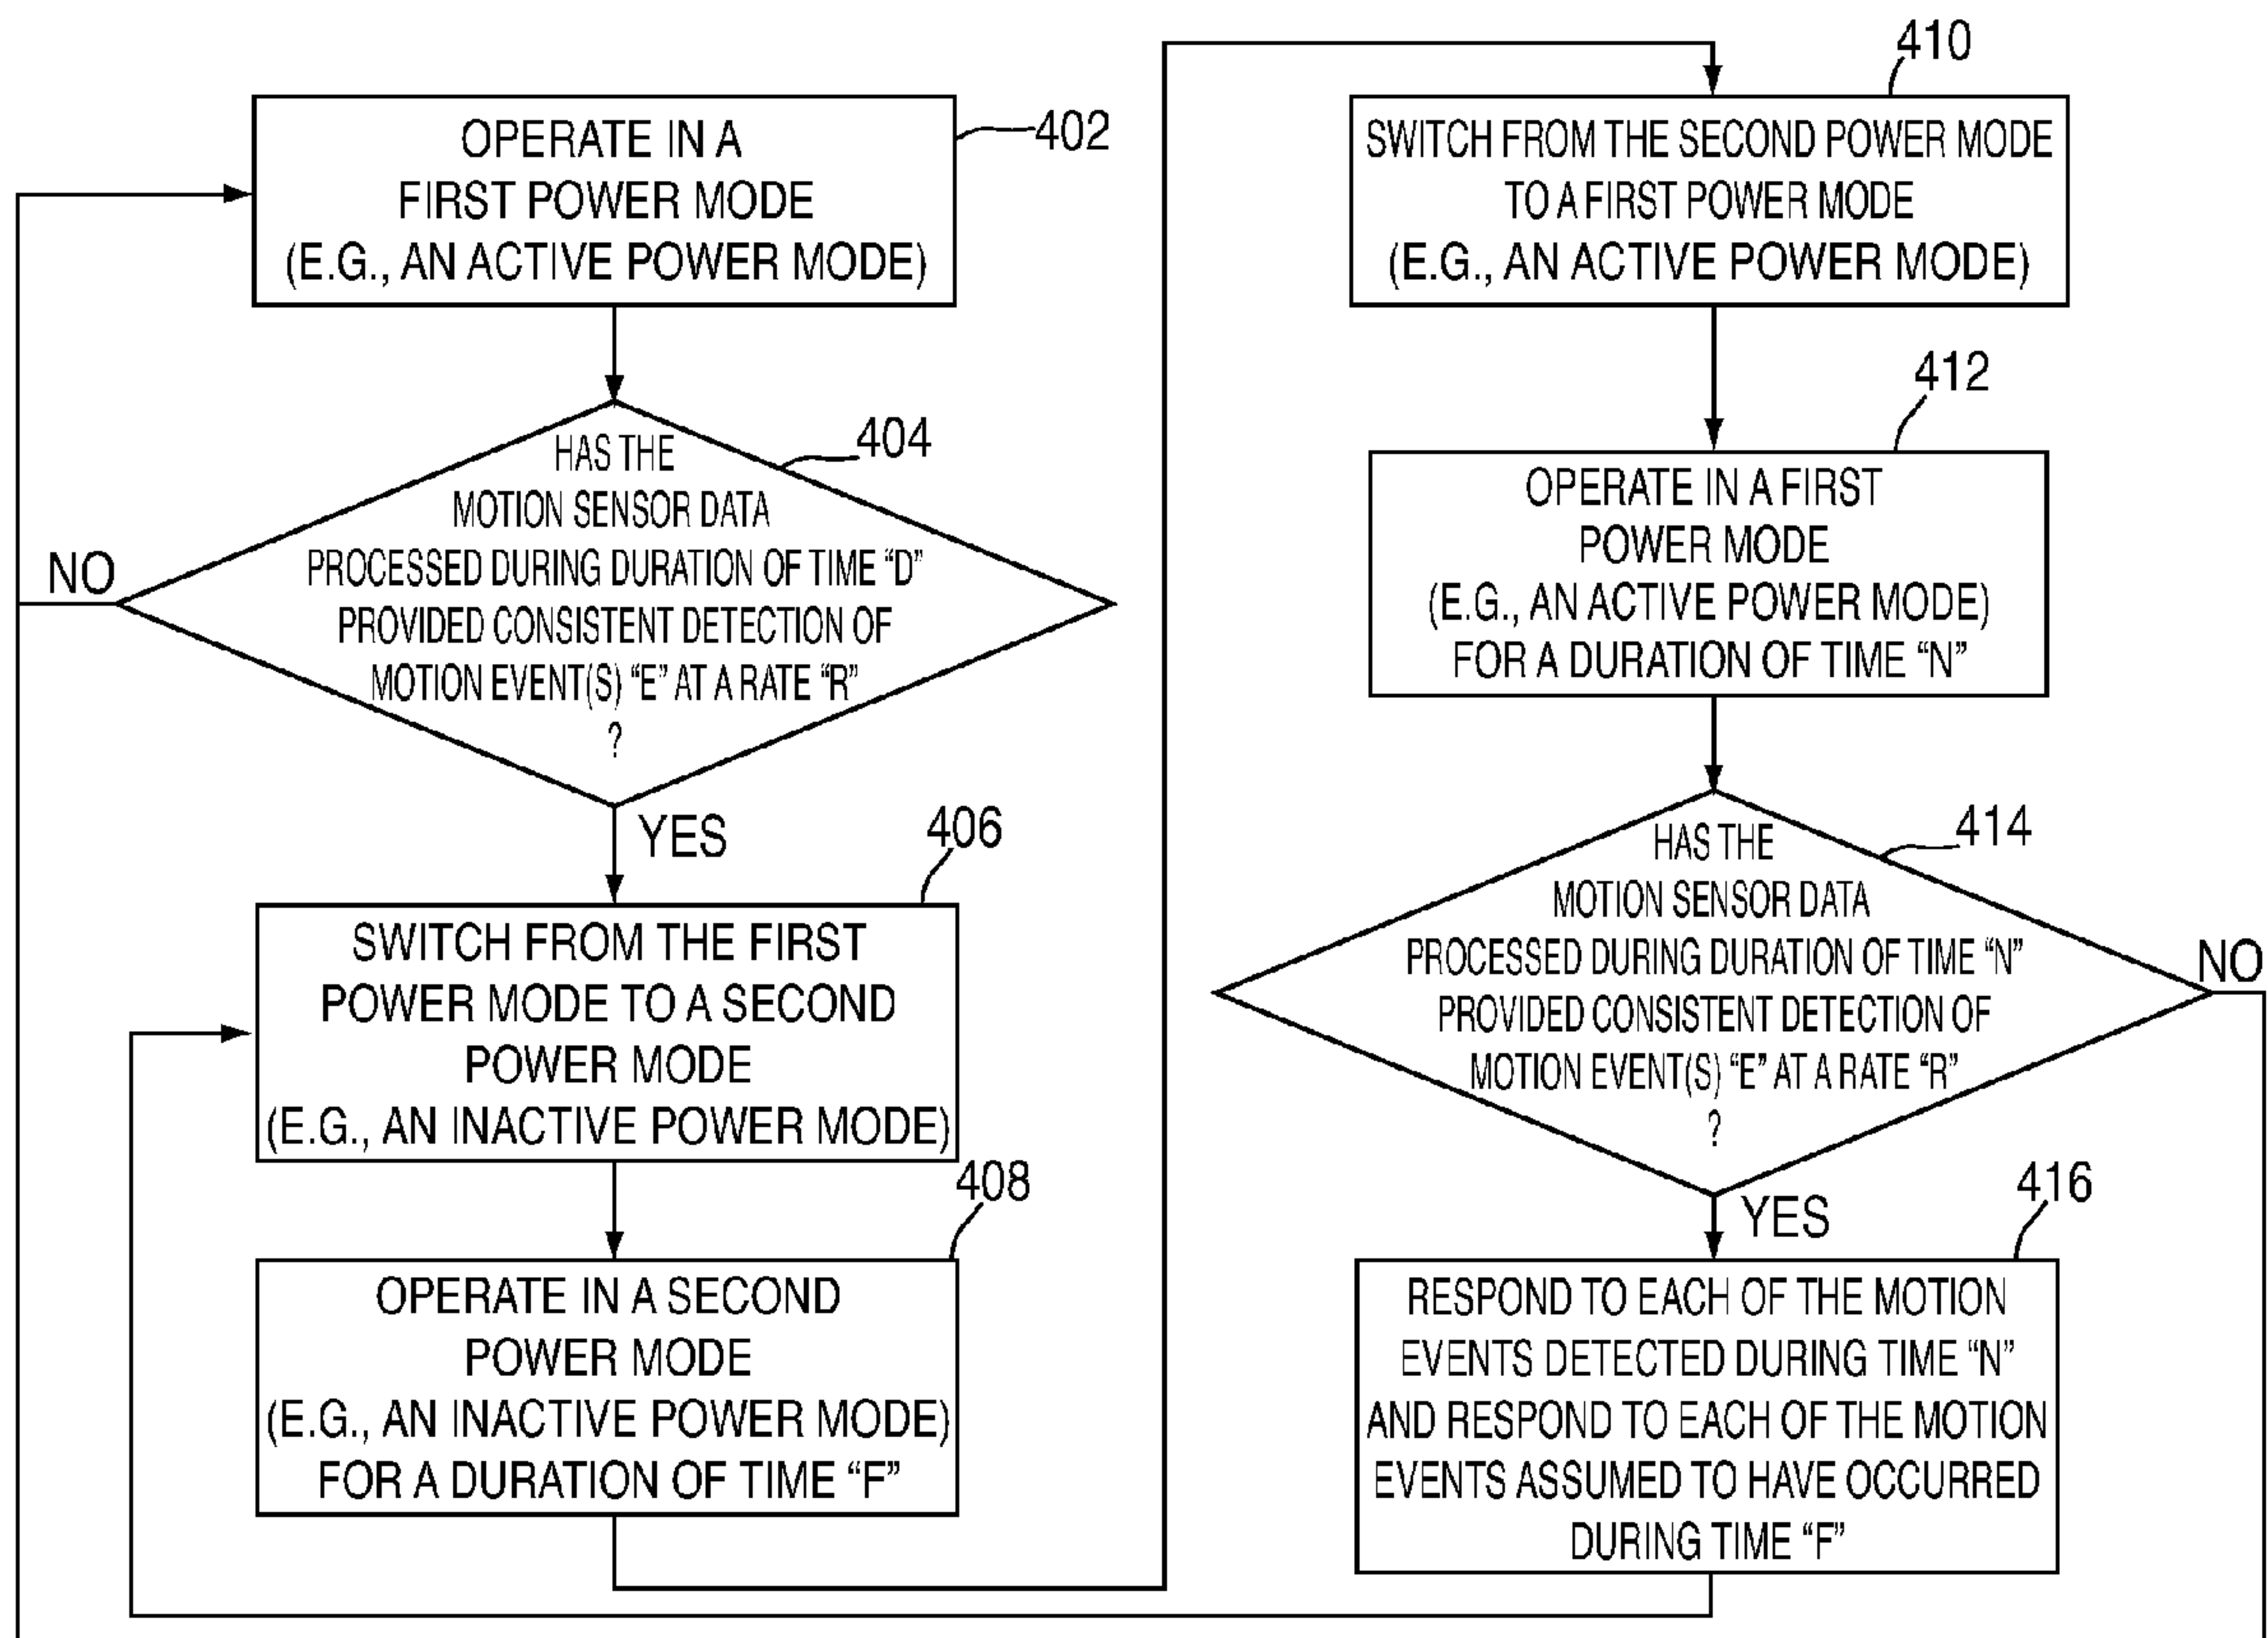 402
OPERATE IN A
FIRST POWER MODE
(E.G., AN ACTIVE POWER MODE)
404
HAS THE
MOTION SENSOR DATA
PROCESSED DURING DURATION OF TIME “D”
PROVIDED CONSISTENT DETECTION OF
MOTION EVENT(S) “E” AT A RATE “R”
?
NO
YES
406
SWITCH FROM THE FIRST
POWER MODE TO A SECOND
POWER MODE
(E.G., AN INACTIVE POWER MODE)
408
OPERATE IN A SECOND
POWER MODE
(E.G., AN INACTIVE POWER MODE)
FOR A DURATION OF TIME “F”
410
SWITCH FROM THE SECOND POWER MODE
TO A FIRST POWER MODE
(E.G., AN ACTIVE POWER MODE)
412
OPERATE IN A FIRST
POWER MODE
(E.G., AN ACTIVE POWER MODE)
FOR A DURATION OF TIME “N”
414
HAS THE
MOTION SENSOR DATA
PROCESSED DURING DURATION OF TIME “N”
PROVIDED CONSISTENT DETECTION OF
MOTION EVENT(S) “E” AT A RATE “R”
?
NO
YES
416
RESPOND TO EACH OF THE MOTION
EVENTS DETECTED DURING TIME “N”
AND RESPOND TO EACH OF THE MOTION
EVENTS ASSUMED TO HAVE OCCURRED
DURING TIME “F”